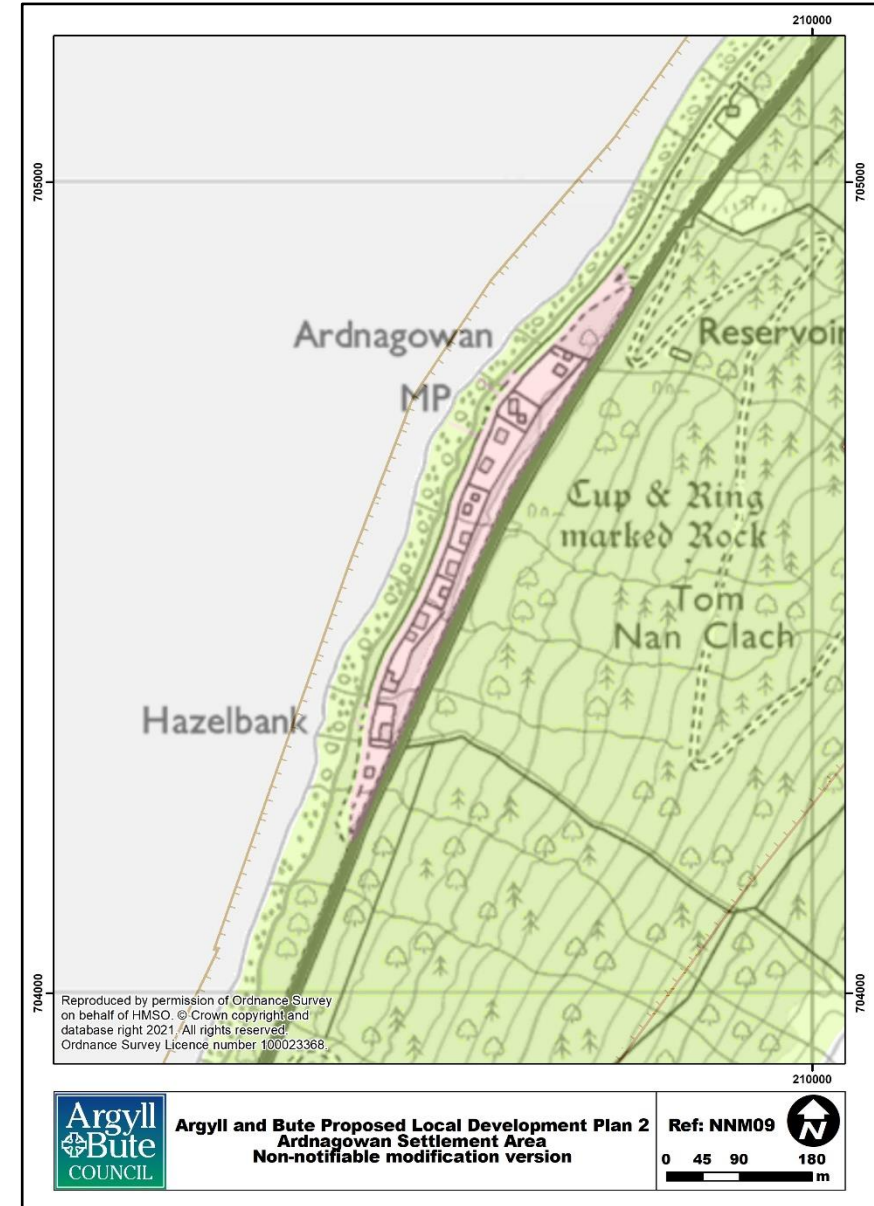 210000
705000
705000
Ardnagowan
MP
Reservoir
Cup & Ring
marked Rock
Tom
Nan Clach
Hazelbank
704000
704000
Reproduced by permission of Ordnance Survey
on behalf of HMSO. © Crown copyright and
database right 2021. All rights reserved.
Ordnance Survey Licence number 100023368.
210000
Argyll
&Bute
COUNCIL
Argyll and Bute Proposed Local Development Plan 2
Ardnagowan Settlement Area
Non-notifiable modification version
Ref: NNM09
N
0 45 90 180
m